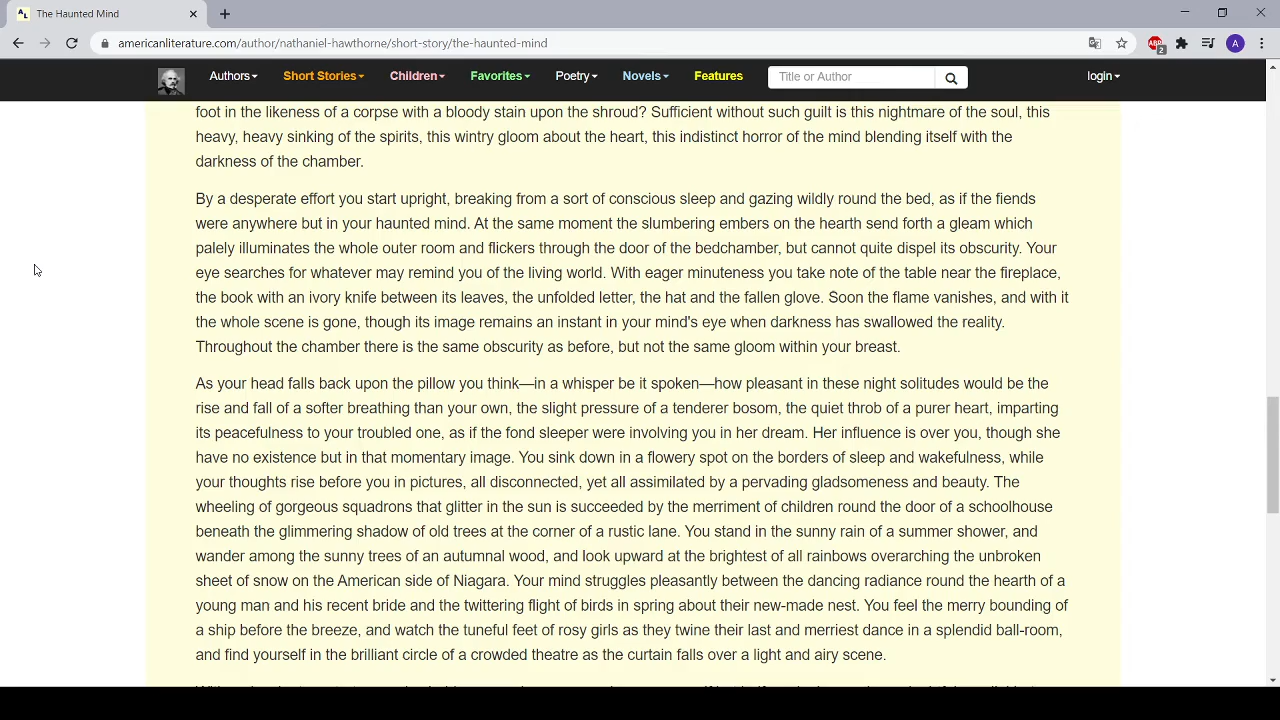 The Haunted Mind
americanliterature.com/author/nathaniel-hawthorne/short-story/the-haunted-mind
2
A
Authors
Short Stories
Children
Favorites
Poetry
Novels
Features
Title or Author
login
foot in the likeness of a corpse with a bloody stain upon the shroud? Sufficient without such guilt is this nightmare of the soul, this
heavy, heavy sinking of the spirits, this wintry gloom about the heart, this indistinct horror of the mind blending itself with the
darkness of the chamber.
By a desperate effort you start upright, breaking from a sort of conscious sleep and gazing wildly round the bed, as if the fiends
were anywhere but in your haunted mind. At the same moment the slumbering embers on the hearth send forth a gleam which
palely illuminates the whole outer room and flickers through the door of the bedchamber, but cannot quite dispel its obscurity. Your
eye searches for whatever may remind you of the living world. With eager minuteness you take note of the table near the fireplace,
the book with an ivory knife between its leaves, the unfolded letter, the hat and the fallen glove. Soon the flame vanishes, and with it
the whole scene is gone, though its image remains an instant in your mind's eye when darkness has swallowed the reality.
Throughout the chamber there is the same obscurity as before, but not the same gloom within your breast.
As your head falls back upon the pillow you think—in a whisper be it spoken—how pleasant in these night solitudes would be the
rise and fall of a softer breathing than your own, the slight pressure of a tenderer bosom, the quiet throb of a purer heart, imparting
its peacefulness to your troubled one, as if the fond sleeper were involving you in her dream. Her influence is over you, though she
have no existence but in that momentary image. You sink down in a flowery spot on the borders of sleep and wakefulness, while
your thoughts rise before you in pictures, all disconnected, yet all assimilated by a pervading gladsomeness and beauty. The
wheeling of gorgeous squadrons that glitter in the sun is succeeded by the merriment of children round the door of a schoolhouse
beneath the glimmering shadow of old trees at the corner of a rustic lane. You stand in the sunny rain of a summer shower, and
wander among the sunny trees of an autumnal wood, and look upward at the brightest of all rainbows overarching the unbroken
sheet of snow on the American side of Niagara. Your mind struggles pleasantly between the dancing radiance round the hearth of a
young man and his recent bride and the twittering flight of birds in spring about their new-made nest. You feel the merry bounding of
a ship before the breeze, and watch the tuneful feet of rosy girls as they twine their last and merriest dance in a splendid ball-room,
and find yourself in the brilliant circle of a crowded theatre as the curtain falls over a light and airy scene.